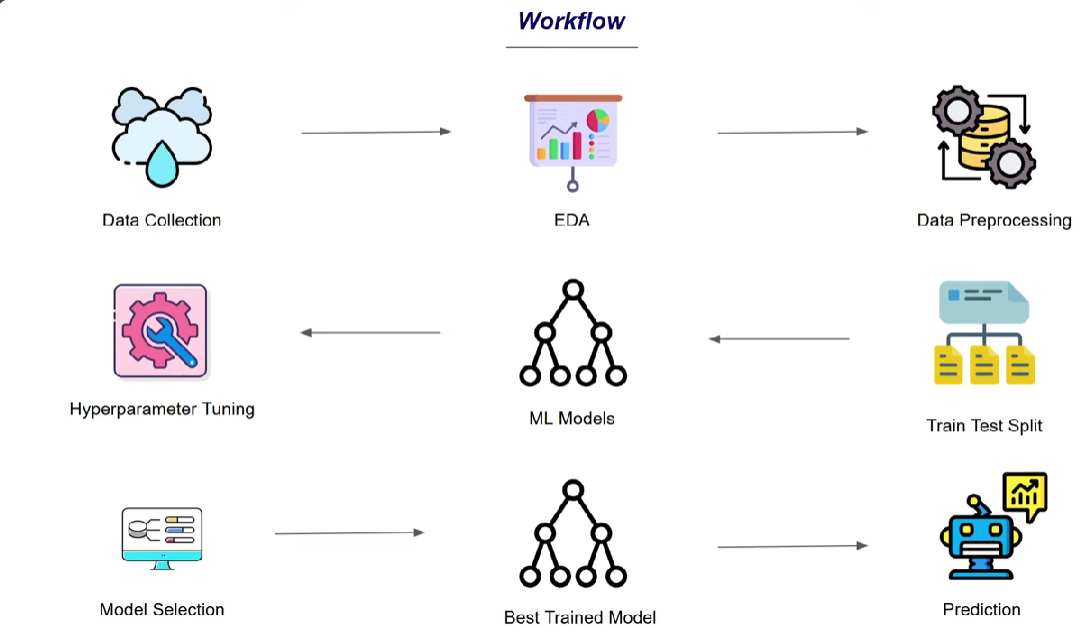 Workflow
Data Collection
EDA
Data Preprocessing
Hyperparameter Tuning
ML Models
Train Test Split
Model Selection
Best Trained Model
Prediction